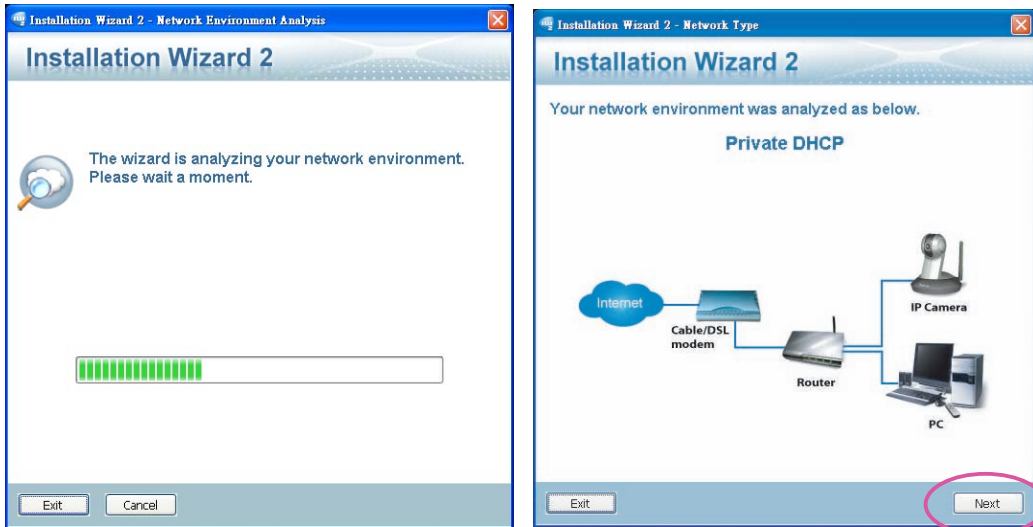 Installation Wizard 2 - Network Environment Analysis
Installation Wizard 2
The wizard is analyzing your network environment.
Please wait a moment.
Exit
Cancel
Installation Wizard 2 - Network Type
Installation Wizard 2
Your network environment was analyzed as below.
Private DHCP
Internet
Cable/DSL
modem
Router
IP Camera
PC
Exit
Next